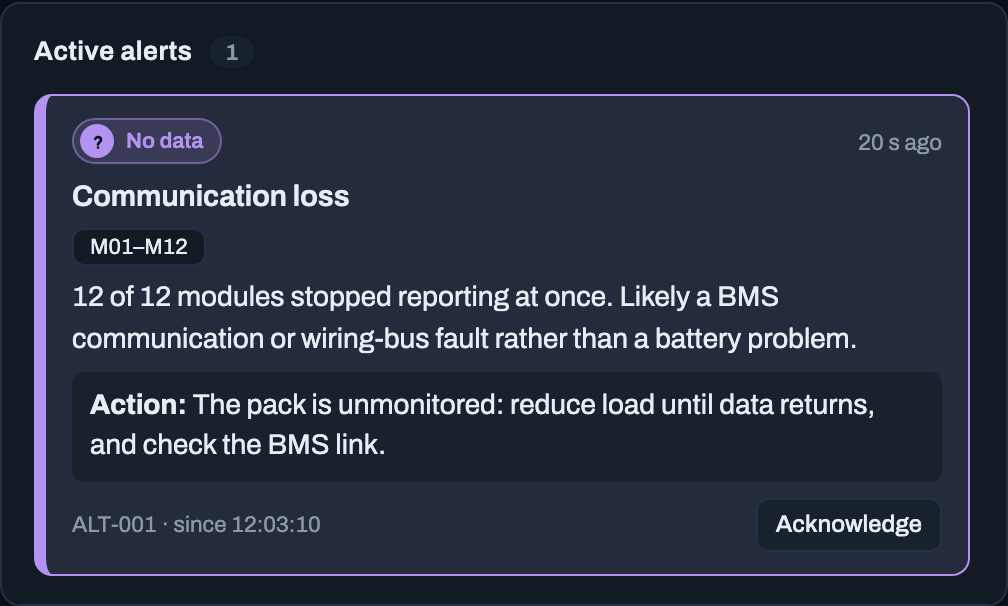 Active alerts 1
? No data
20 s ago
Communication loss
M01–M12
12 of 12 modules stopped reporting at once. Likely a BMS
communication or wiring-bus fault rather than a battery problem.
Action: The pack is unmonitored: reduce load until data returns,
and check the BMS link.
ALT-001 · since 12:03:10
Acknowledge